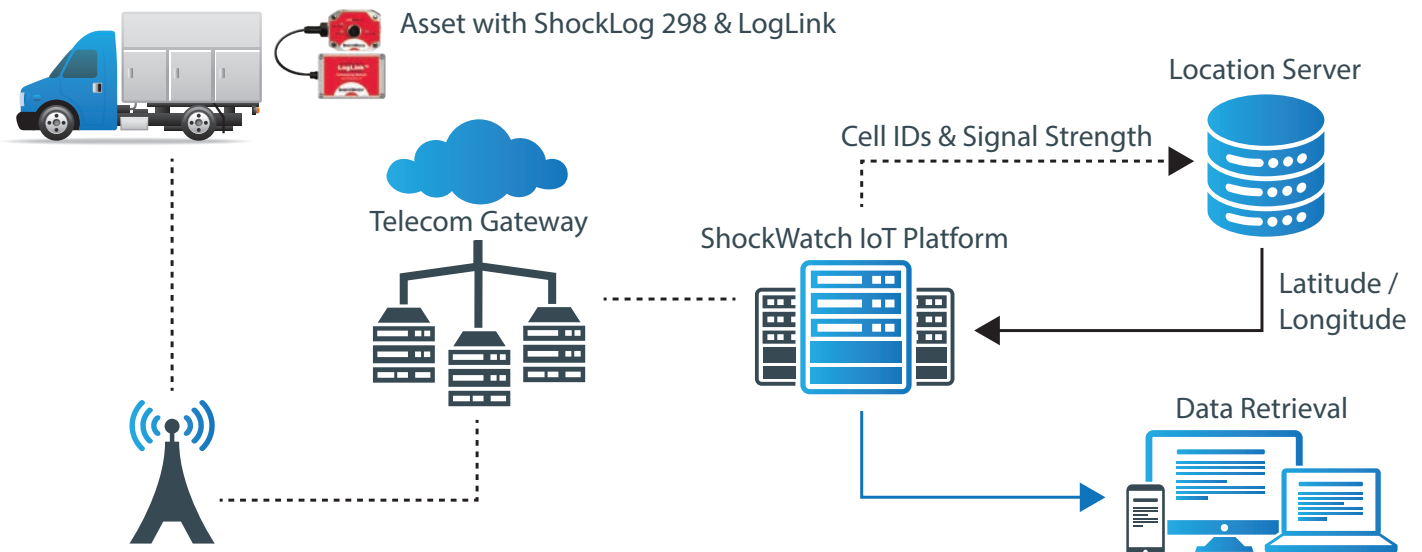 Asset with ShockLog 298 & LogLink
LogLink™
Location Server
Cell IDs & Signal Strength
Telecom Gateway
ShockWatch IoT Platform
Latitude /
Longitude
Data Retrieval